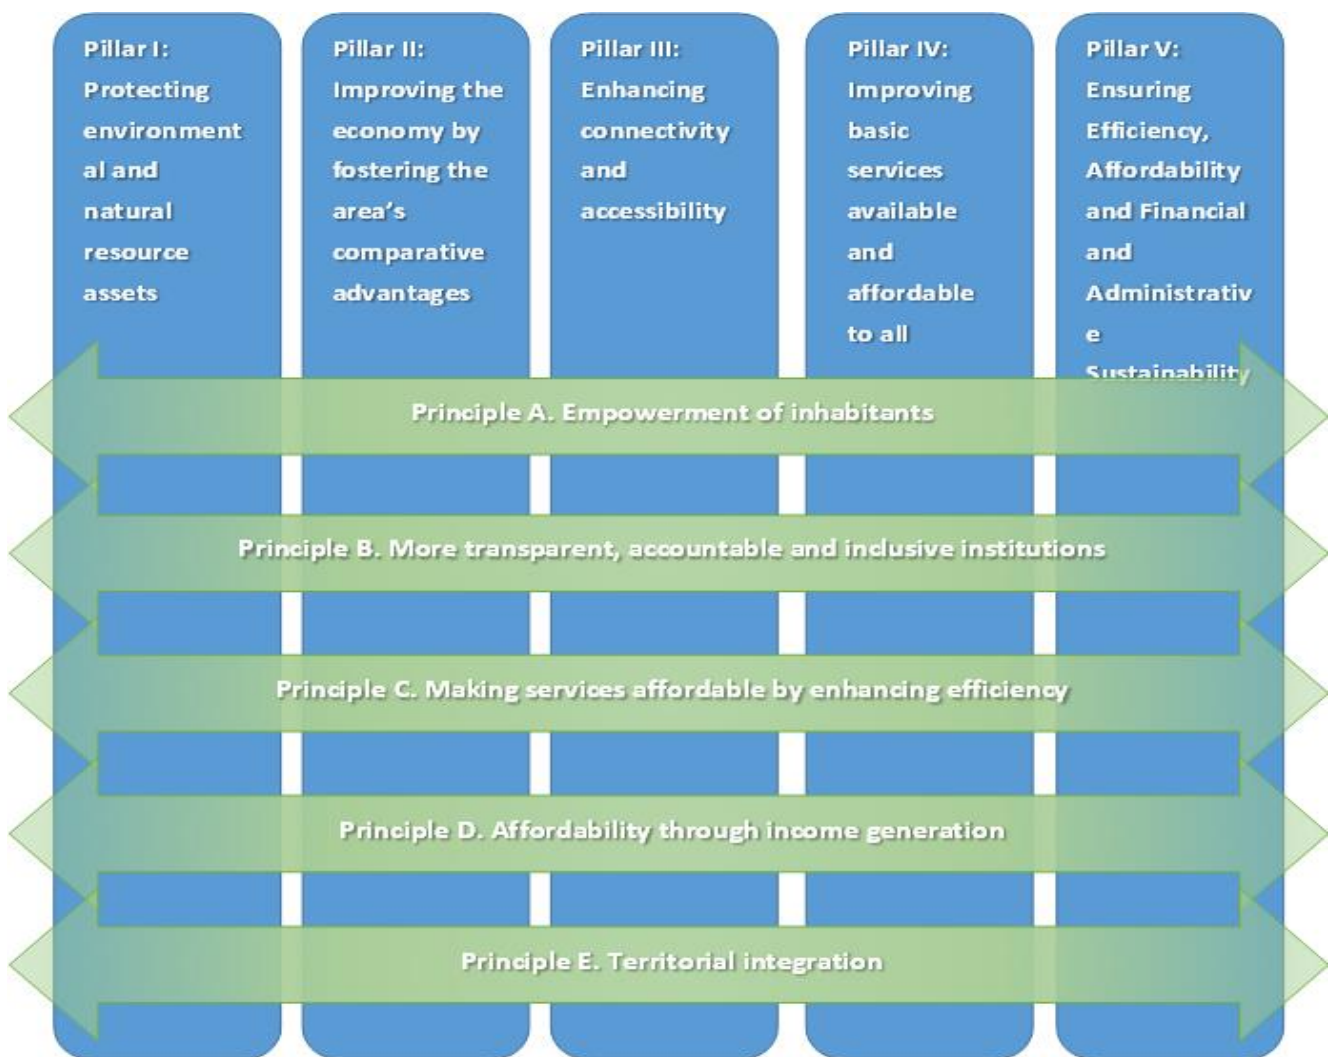 Pillar I:
Protecting
environment
al and
natural
resource
assets
Pillar II:
Improving the
economy by
fostering the
area's
comparative
advantages
Pillar III:
Enhancing
connectivity
and
accessibility
Pillar IV:
Improving
basic
services
available
and
affordable
to all
Pillar V:
Ensuring
Efficiency,
Affordability
and Financial
and
Administrativ
e
Sustainability
Principle A. Empowerment of inhabitants
Principle B. More transparent, accountable and inclusive institutions
Principle C. Making services affordable by enhancing efficiency
Principle D. Affordability through income generation
Principle E. Territorial integration